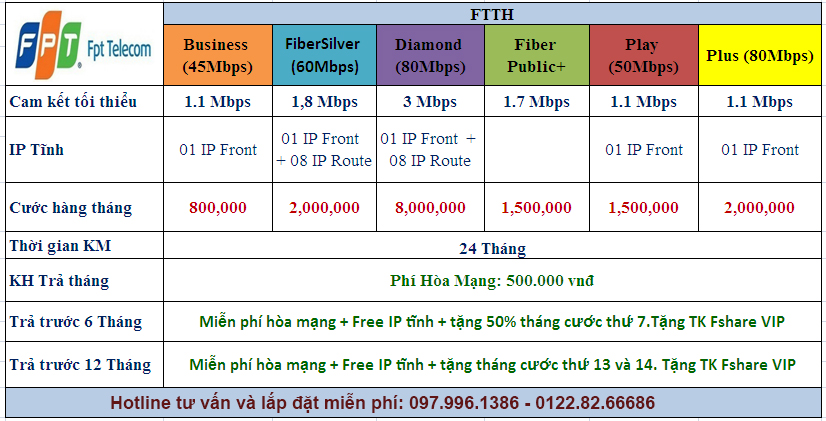 FPT
®
Fpt Telecom
FTTH
Business
(45Mbps)
FiberSilver
(60Mbps)
Diamond
(80Mbps)
Fiber
Public+
Play
(50Mbps)
Plus (80Mbps)
Cam kết tối thiểu
1.1 Mbps
1,8 Mbps
3 Mbps
1.7 Mbps
1.1 Mbps
1.1 Mbps
IP Tĩnh
01 IP Front
01 IP Front
+ 08 IP Route
01 IP Front +
08 IP Route
01 IP Front
01 IP Front
Cước hàng tháng
800,000
2,000,000
8,000,000
1,500,000
1,500,000
2,000,000
Thời gian KM
24 Tháng
KH Trả tháng
Phí Hòa Mạng: 500.000 vnđ
Trả trước 6 Tháng
Miễn phí hòa mạng + Free IP tĩnh + tặng 50% tháng cước thứ 7.Tặng TK Fshare VIP
Trả trước 12 Tháng
Miễn phí hòa mạng + Free IP tĩnh + tặng tháng cước thứ 13 và 14. Tặng TK Fshare VIP
Hotline tư vấn và lắp đặt miễn phí: 097.996.1386 - 0122.82.66686